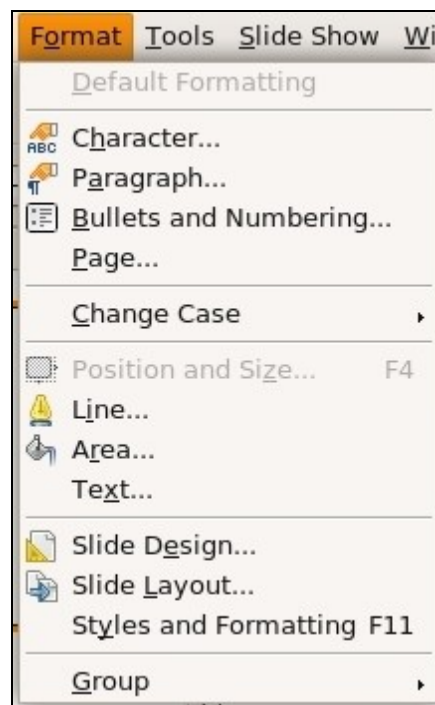 Format Tools Slide Show Wi
Default Formatting
ABC Character...
Paragraph...
Bullets and Numbering...
Page...
Change Case
Position and Size... F4
Line...
Area...
Text...
Slide Design...
Slide Layout...
Styles and Formatting F11
Group